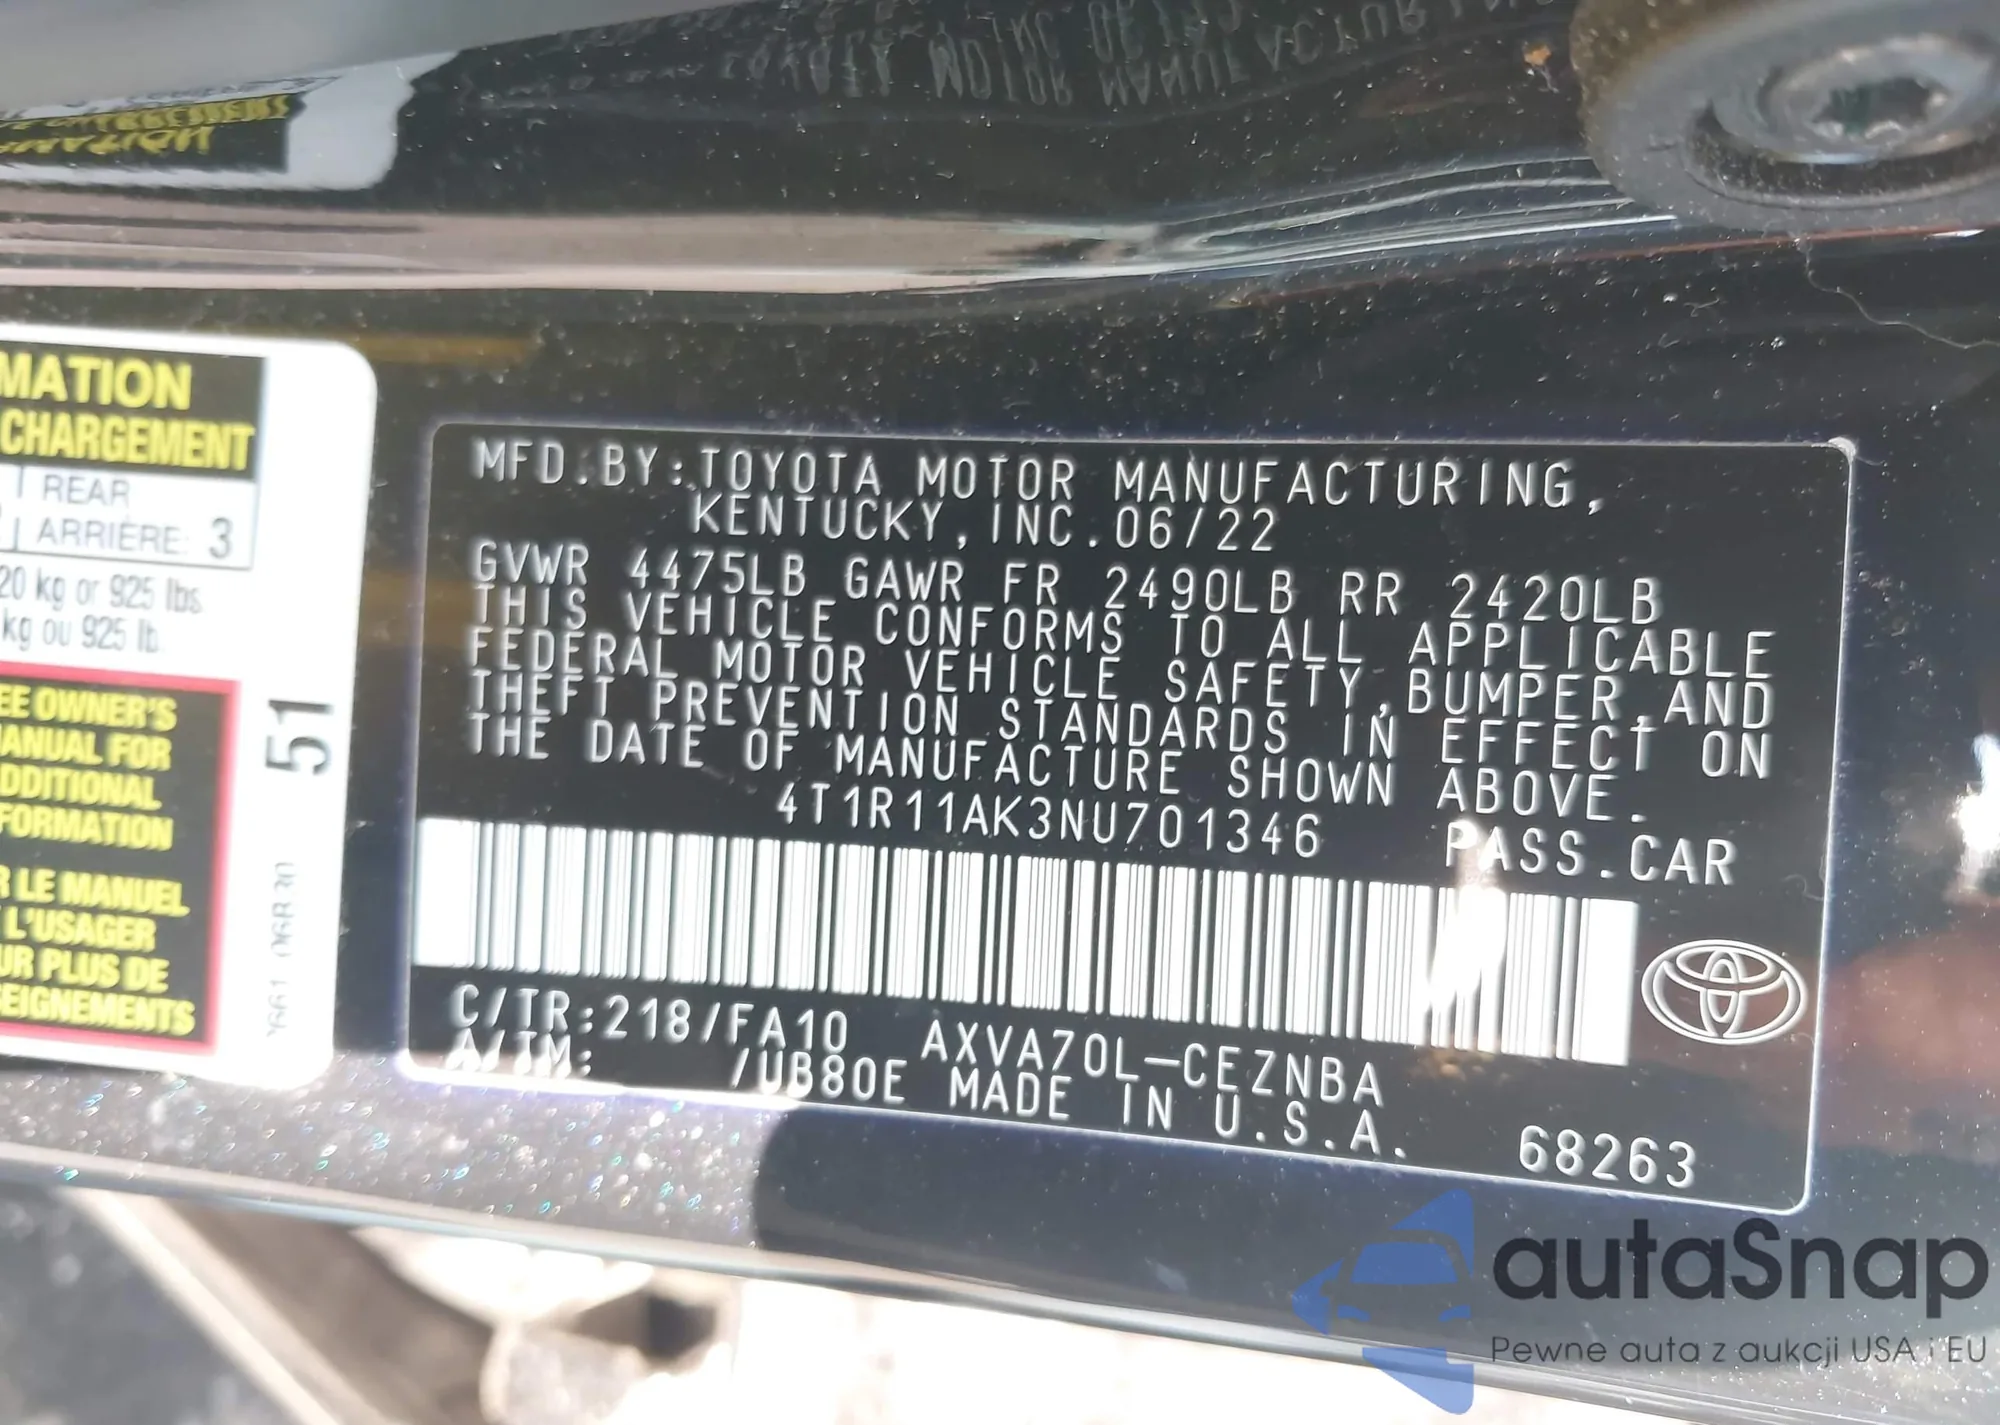 MATION
CHARGEMENT
REAR
ARRIÈRE: 3
20 kg or 925 lbs
kg ou 925 lb
EE OWNER'S
ANUAL FOR
DDITIONAL
FORMATION
R LE MANUEL
L'USAGER
UR PLUS DE
EIGNEMENTS
51
MFD.BY:TOYOTA MOTOR MANUFACTURING,
KENTUCKY,INC.06/22
GVWR 4475LB GAWR FR 2490LB RR 2420LB
THIS VEHICLE CONFORMS TO ALL APPLICABLE
FEDERAL MOTOR VEHICLE SAFETY,BUMPER,AND
THEFT PREVENTION STANDARDS IN EFFECT ON
THE DATE OF MANUFACTURE SHOWN ABOVE.
4T1R11AK3NU701346 PASS.CAR
C/TR:218/FA10 AXVA70L-CEZNBA
A/TM: /UB80E MADE IN U.S.A.
68263
autaSnap
Pewne auta z aukcji USA i EU